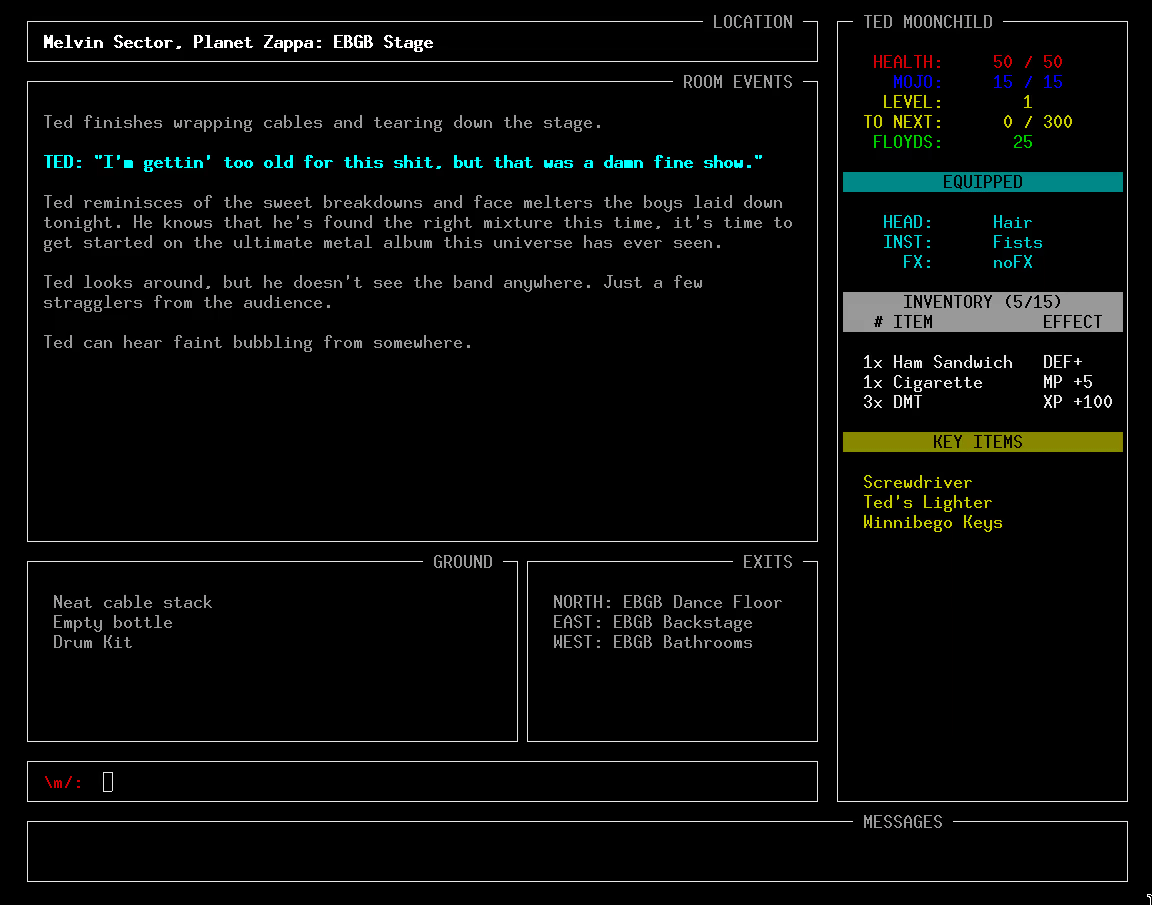 LOCATION
Melvin Sector, Planet Zappa: EBGB Stage
ROOM EVENTS
Ted finishes wrapping cables and tearing down the stage.
TED: "I'm gettin' too old for this shit, but that was a damn fine show."
Ted reminisces of the sweet breakdowns and face melters the boys laid down
tonight. He knows that he's found the right mixture this time, it's time to
get started on the ultimate metal album this universe has ever seen.
Ted looks around, but he doesn't see the band anywhere. Just a few
stragglers from the audience.
Ted can hear faint bubbling from somewhere.
GROUND
Neat cable stack
Empty bottle
Drum Kit
EXITS
NORTH: EBGB Dance Floor
EAST: EBGB Backstage
WEST: EBGB Bathrooms
\m/:
TED MOONCHILD
HEALTH: 50 / 50
MOJO: 15 / 15
LEVEL: 1
TO NEXT: 0 / 300
FLOYDS: 25
EQUIPPED
HEAD: Hair
INST: Fists
FX: noFX
INVENTORY (5/15)
# ITEM EFFECT
1x Ham Sandwich DEF+
1x Cigarette MP +5
3x DMT XP +100
KEY ITEMS
Screwdriver
Ted's Lighter
Winnibego Keys
MESSAGES